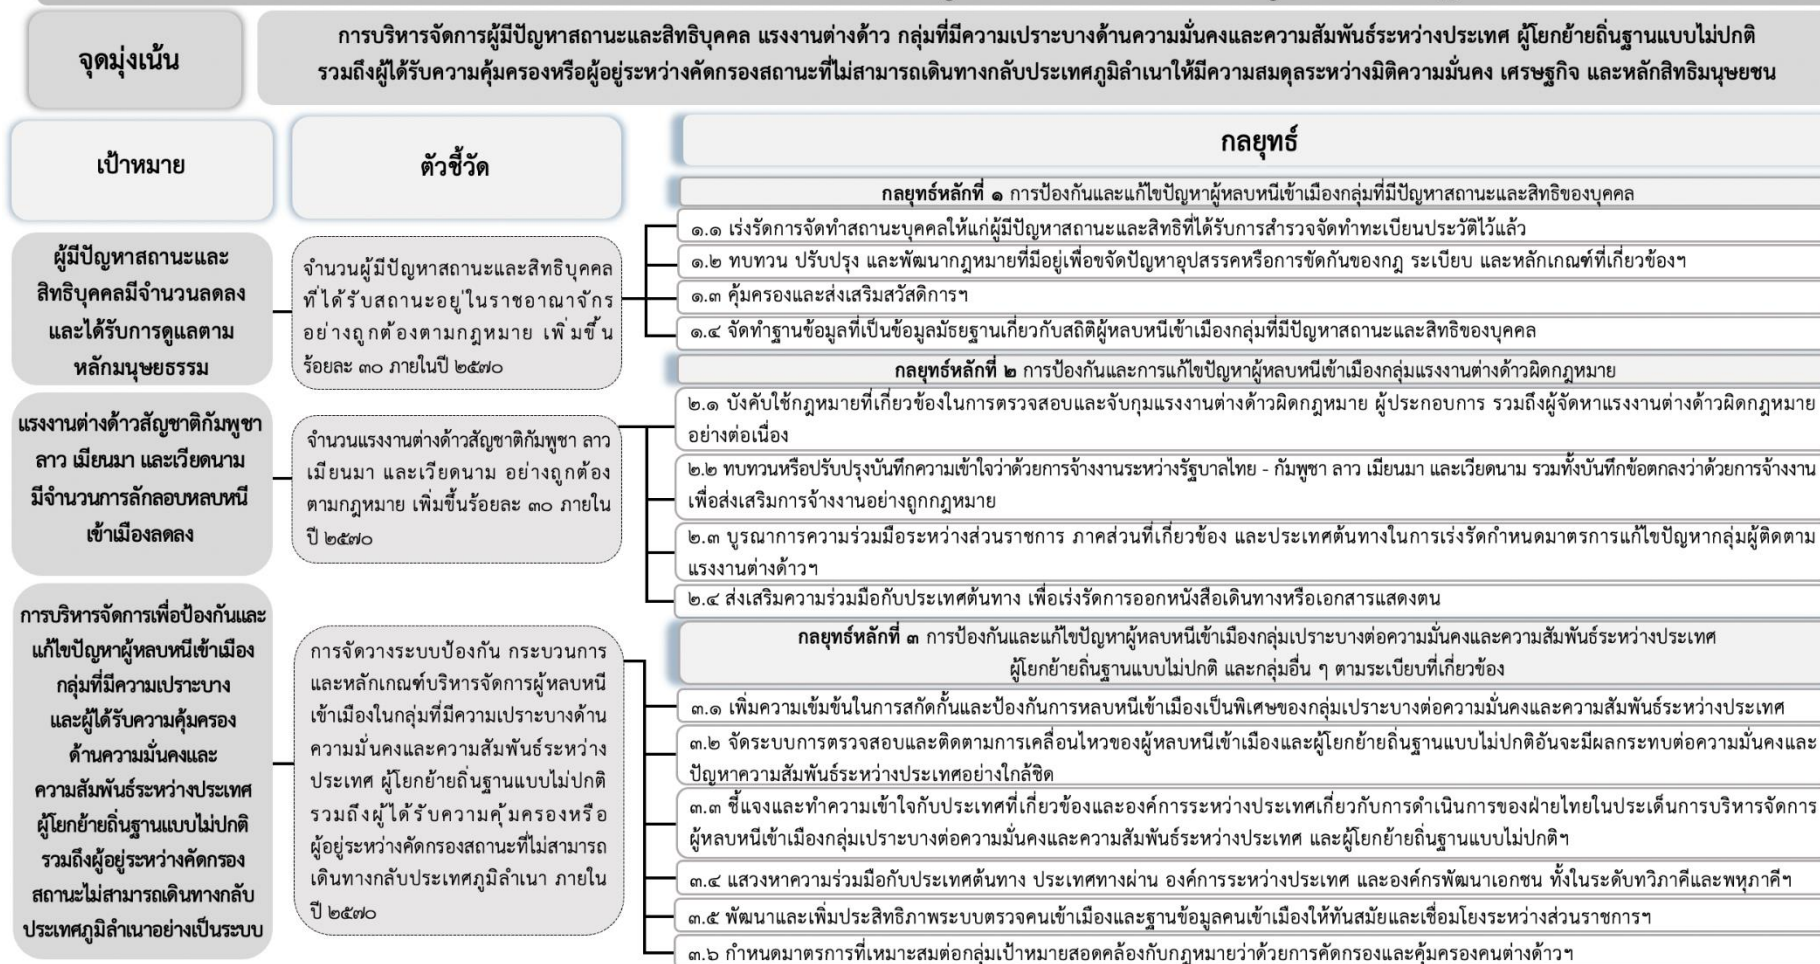 จุดมุ่งเน้น
การบริหารจัดการผู้มีปัญหาสถานะและสิทธิบุคคล แรงงานต่างด้าว กลุ่มที่มีความเปราะบางด้านความมั่นคงและความสัมพันธ์ระหว่างประเทศ ผู้โยกย้ายถิ่นฐานแบบไม่ปกติ
รวมถึงผู้ได้รับความคุ้มครองหรือผู้อยู่ระหว่างคัดกรองสถานะที่ไม่สามารถเดินทางกลับประเทศภูมิลำเนาให้มีความสมดุลระหว่างมิติความมั่นคง เศรษฐกิจ และหลักสิทธิมนุษยชน
เป้าหมาย
ตัวชี้วัด
กลยุทธ์
ผู้มีปัญหาสถานะและ
สิทธิบุคคลมีจำนวนลดลง
และได้รับการดูแลตาม
หลักมนุษยธรรม
จำนวนผู้มีปัญหาสถานะและสิทธิบุคคล
ที่ได้รับสถานะอยู่ในราชอาณาจักร
อย่างถูกต้องตามกฎหมาย เพิ่มขึ้น
ร้อยละ ๓๐ ภายในปี ๒๕๗๐
กลยุทธ์หลักที่ ๑ การป้องกันและแก้ไขปัญหาผู้หลบหนีเข้าเมืองกลุ่มที่มีปัญหาสถานะและสิทธิของบุคคล
๑.๑ เร่งรัดการจัดทำสถานะบุคคลให้แก่ผู้มีปัญหาสถานะและสิทธิที่ได้รับการสำรวจจัดทำทะเบียนประวัติไว้แล้ว
๑.๒ ทบทวน ปรับปรุง และพัฒนากฎหมายที่มีอยู่เพื่อขจัดปัญหาอุปสรรคหรือการขัดกันของกฎ ระเบียบ และหลักเกณฑ์ที่เกี่ยวข้องฯ
๑.๓ คุ้มครองและส่งเสริมสวัสดิการฯ
๑.๔ จัดทำฐานข้อมูลที่เป็นข้อมูลมัธยฐานเกี่ยวกับสถิติผู้หลบหนีเข้าเมืองกลุ่มที่มีปัญหาสถานะและสิทธิของบุคคล
แรงงานต่างด้าวสัญชาติกัมพูชา
ลาว เมียนมา และเวียดนาม
มีจำนวนการลักลอบหลบหนี
เข้าเมืองลดลง
จำนวนแรงงานต่างด้าวสัญชาติกัมพูชา ลาว
เมียนมา และเวียดนาม อย่างถูกต้อง
ตามกฎหมาย เพิ่มขึ้นร้อยละ ๓๐ ภายใน
ปี ๒๕๗๐
กลยุทธ์หลักที่ ๒ การป้องกันและการแก้ไขปัญหาผู้หลบหนีเข้าเมืองกลุ่มแรงงานต่างด้าวผิดกฎหมาย
๒.๑ บังคับใช้กฎหมายที่เกี่ยวข้องในการตรวจสอบและจับกุมแรงงานต่างด้าวผิดกฎหมาย ผู้ประกอบการ รวมถึงผู้จัดหาแรงงานต่างด้าวผิดกฎหมาย
อย่างต่อเนื่อง
๒.๒ ทบทวนหรือปรับปรุงบันทึกความเข้าใจว่าด้วยการจ้างงานระหว่างรัฐบาลไทย - กัมพูชา ลาว เมียนมา และเวียดนาม รวมทั้งบันทึกข้อตกลงว่าด้วยการจ้างงาน
เพื่อส่งเสริมการจ้างงานอย่างถูกกฎหมาย
๒.๓ บูรณาการความร่วมมือระหว่างส่วนราชการ ภาคส่วนที่เกี่ยวข้อง และประเทศต้นทางในการเร่งรัดกำหนดมาตรการแก้ไขปัญหากลุ่มผู้ติดตาม
แรงงานต่างด้าวฯ
๒.๔ ส่งเสริมความร่วมมือกับประเทศต้นทาง เพื่อเร่งรัดการออกหนังสือเดินทางหรือเอกสารแสดงตน
การบริหารจัดการเพื่อป้องกันและ
แก้ไขปัญหาผู้หลบหนีเข้าเมือง
กลุ่มที่มีความเปราะบาง
และผู้ได้รับความคุ้มครอง
ด้านความมั่นคงและ
ความสัมพันธ์ระหว่างประเทศ
ผู้โยกย้ายถิ่นฐานแบบไม่ปกติ
รวมถึงผู้อยู่ระหว่างคัดกรอง
สถานะไม่สามารถเดินทางกลับ
ประเทศภูมิลำเนาอย่างเป็นระบบ
การจัดวางระบบป้องกัน กระบวนการ
และหลักเกณฑ์บริหารจัดการผู้หลบหนี
เข้าเมืองในกลุ่มที่มีความเปราะบางด้าน
ความมั่นคงและความสัมพันธ์ระหว่าง
ประเทศ ผู้โยกย้ายถิ่นฐานแบบไม่ปกติ
รวมถึงผู้ได้รับความคุ้มครองหรือ
ผู้อยู่ระหว่างคัดกรองสถานะที่ไม่สามารถ
เดินทางกลับประเทศภูมิลำเนา ภายใน
ปี ๒๕๗๐
กลยุทธ์หลักที่ ๓ การป้องกันและแก้ไขปัญหาผู้หลบหนีเข้าเมืองกลุ่มเปราะบางต่อความมั่นคงและความสัมพันธ์ระหว่างประเทศ
ผู้โยกย้ายถิ่นฐานแบบไม่ปกติ และกลุ่มอื่น ๆ ตามระเบียบที่เกี่ยวข้อง
๓.๑ เพิ่มความเข้มข้นในการสกัดกั้นและป้องกันการหลบหนีเข้าเมืองเป็นพิเศษของกลุ่มเปราะบางต่อความมั่นคงและความสัมพันธ์ระหว่างประเทศ
๓.๒ จัดระบบการตรวจสอบและติดตามการเคลื่อนไหวของผู้หลบหนีเข้าเมืองและผู้โยกย้ายถิ่นฐานแบบไม่ปกติอันจะมีผลกระทบต่อความมั่นคงและ
ปัญหาความสัมพันธ์ระหว่างประเทศอย่างใกล้ชิด
๓.๓ ชี้แจงและทำความเข้าใจกับประเทศที่เกี่ยวข้องและองค์การระหว่างประเทศเกี่ยวกับการดำเนินการของฝ่ายไทยในประเด็นการบริหารจัดการ
ผู้หลบหนีเข้าเมืองกลุ่มเปราะบางต่อความมั่นคงและความสัมพันธ์ระหว่างประเทศ และผู้โยกย้ายถิ่นฐานแบบไม่ปกติฯ
๓.๔ แสวงหาความร่วมมือกับประเทศต้นทาง ประเทศทางผ่าน องค์การระหว่างประเทศ และองค์กรพัฒนาเอกชน ทั้งในระดับทวิภาคีและพหุภาคีฯ
๓.๕ พัฒนาและเพิ่มประสิทธิภาพระบบตรวจคนเข้าเมืองและฐานข้อมูลคนเข้าเมืองให้ทันสมัยและเชื่อมโยงระหว่างส่วนราชการฯ
๓.๖ กำหนดมาตรการที่เหมาะสมต่อกลุ่มเป้าหมายสอดคล้องกับกฎหมายว่าด้วยการคัดกรองและคุ้มครองคนต่างด้าวฯ